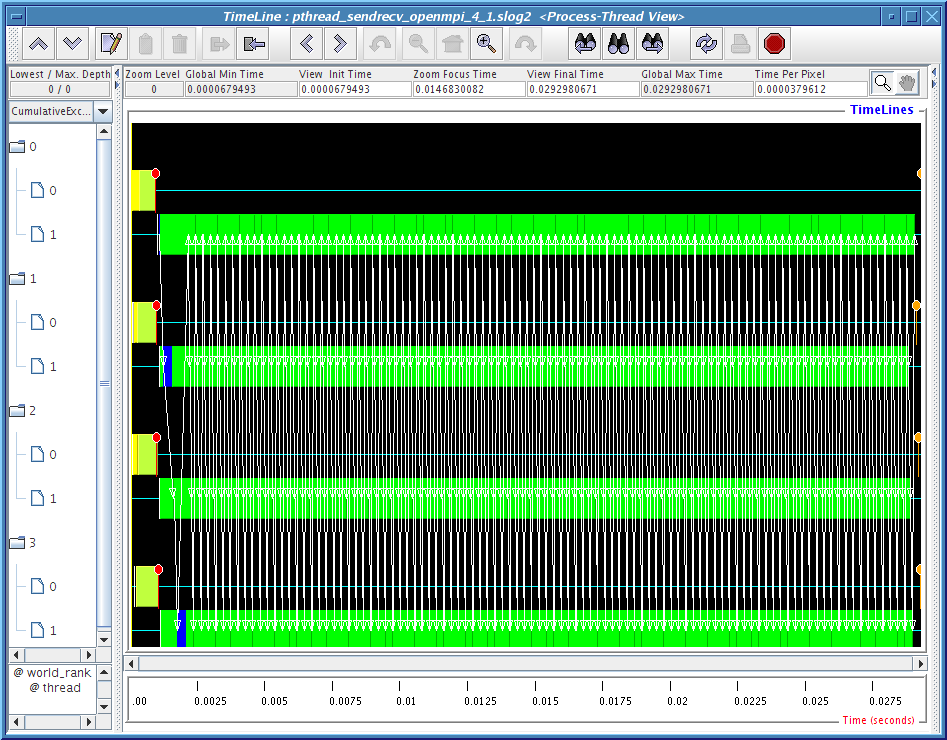 TimeLine : pthread_sendrecv_openmpi_4_1.slog2 <Process-Thread View>
Lowest / Max. Depth Zoom Level Global Min Time View Init Time Zoom Focus Time View Final Time Global Max Time Time Per Pixel
0 / 0 0 0.0000679493 0.0000679493 0.0146830082 0.0292980671 0.0292980671 0.0000379612
CumulativeExc...
TimeLines
0
0
1
1
0
1
2
0
1
3
0
1
@ world_rank
@ thread
.00 0.0025 0.005 0.0075 0.01 0.0125 0.015 0.0175 0.02 0.0225 0.025 0.0275
Time (seconds)